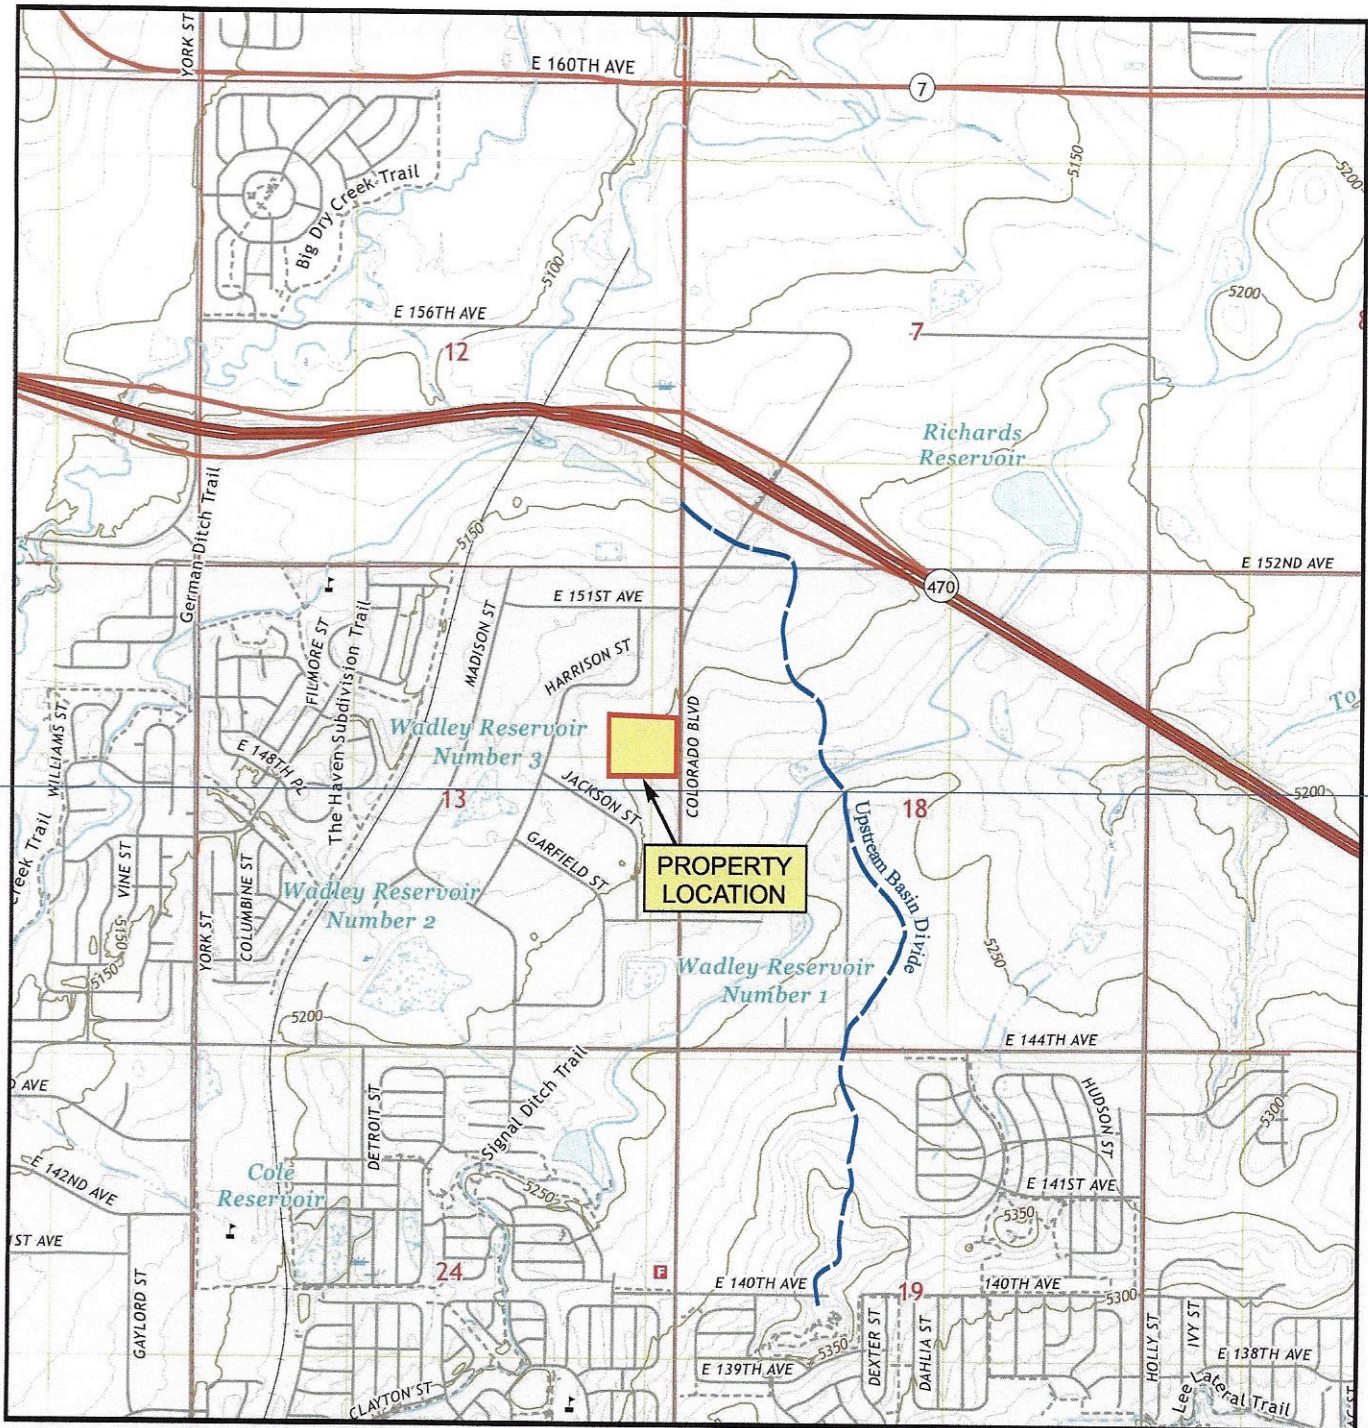 YORK ST
E 160TH AVE
7
5150
5200
Big Dry Creek Trail
5100
5200
E 156TH AVE
12
7
8
Richards
Reservoir
German Ditch Trail
5150
E 152ND AVE
470
E 151ST AVE
MADISON ST
HARRISON ST
FILMORE ST
The Haven Subdivision Trail
WILLIAMS ST
Wadley Reservoir
Number 3
COLORADO BLVD
To
E 148TH PL
13
JACKSON ST
18
5200
Upstream Basin Divide
GARFIELD ST
PROPERTY
LOCATION
Creek Trail
VINE ST
COLUMBINE ST
YORK ST
Wadley Reservoir
Number 2
5150
5150
5250
Wadley Reservoir
Number 1
5200
E 144TH AVE
AVE
DETROIT ST
Signal Ditch Trail
HUDSON ST
5300
E 142ND AVE
Cole
Reservoir
5250
E 141ST AVE
5350
1ST AVE
GAYLORD ST
24
F
E 140TH AVE
19
140TH AVE
5300
5350
DEXTER ST
DAHLIA ST
HOLLY ST
IVY ST
E 139TH AVE
E 138TH AVE
CLAYTON ST
Lee Lateral Trail